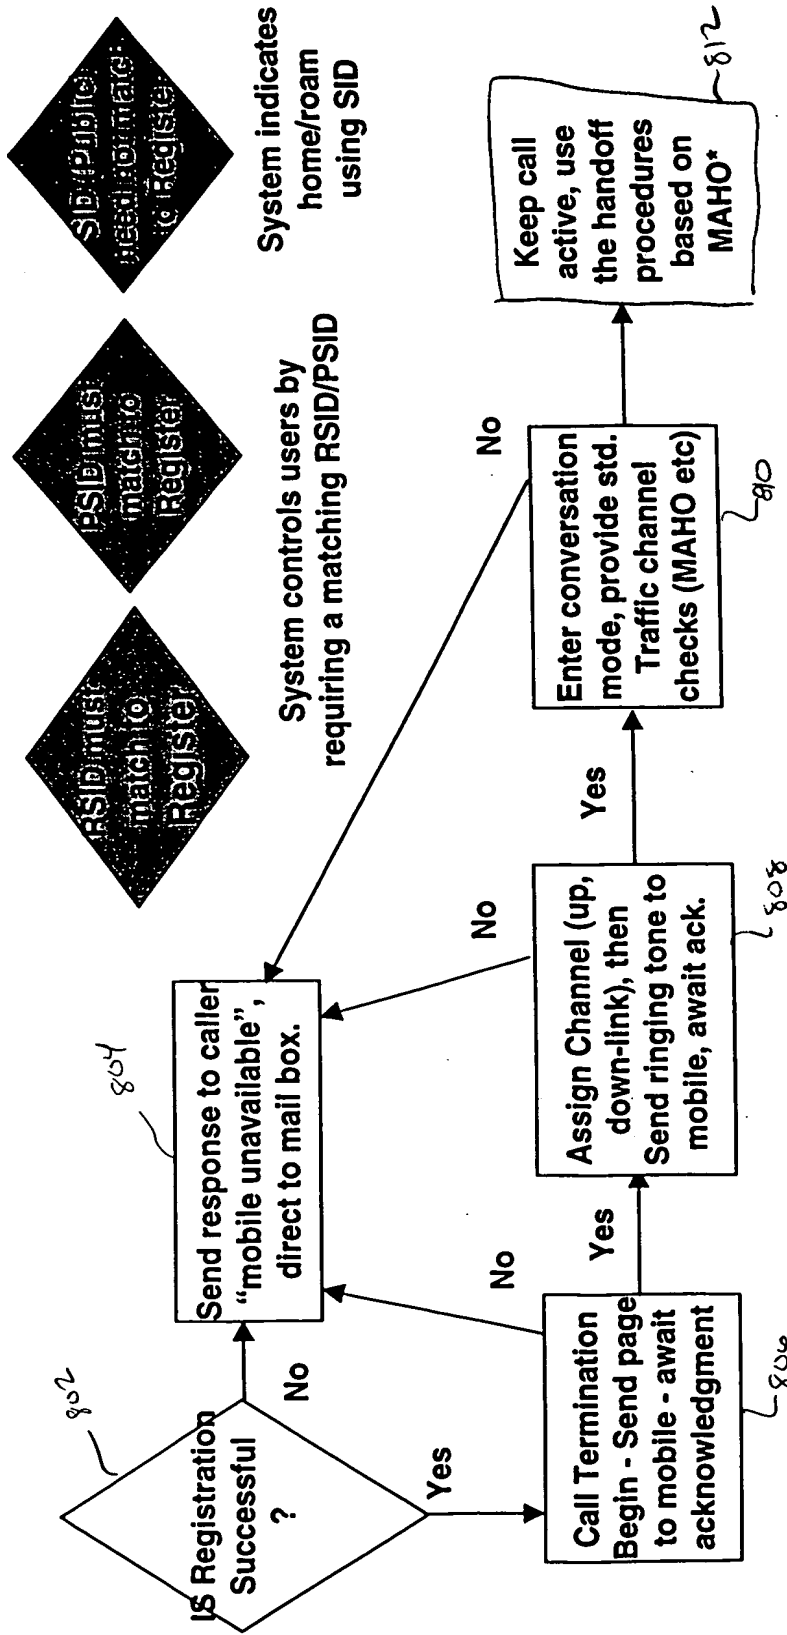 RSID must
match to
Register
PSID must
match to
Register
SID (Public)
need not match
to Register
System controls users by
requiring a matching RSID/PSID
System indicates
home/roam
using SID
802
IS Registration
Successful
?
No
Yes
804
Send response to caller
“mobile unavailable”,
direct to mail box.
No
No
No
Call Termination
Begin - Send page
to mobile - await
acknowledgment
806
Yes
Assign Channel (up,
down-link), then
Send ringing tone to
mobile, await ack.
808
Yes
Enter conversation
mode, provide std.
Traffic channel
checks (MAHO etc)
810
Keep call
active, use
the handoff
procedures
based on
MAHO*
812